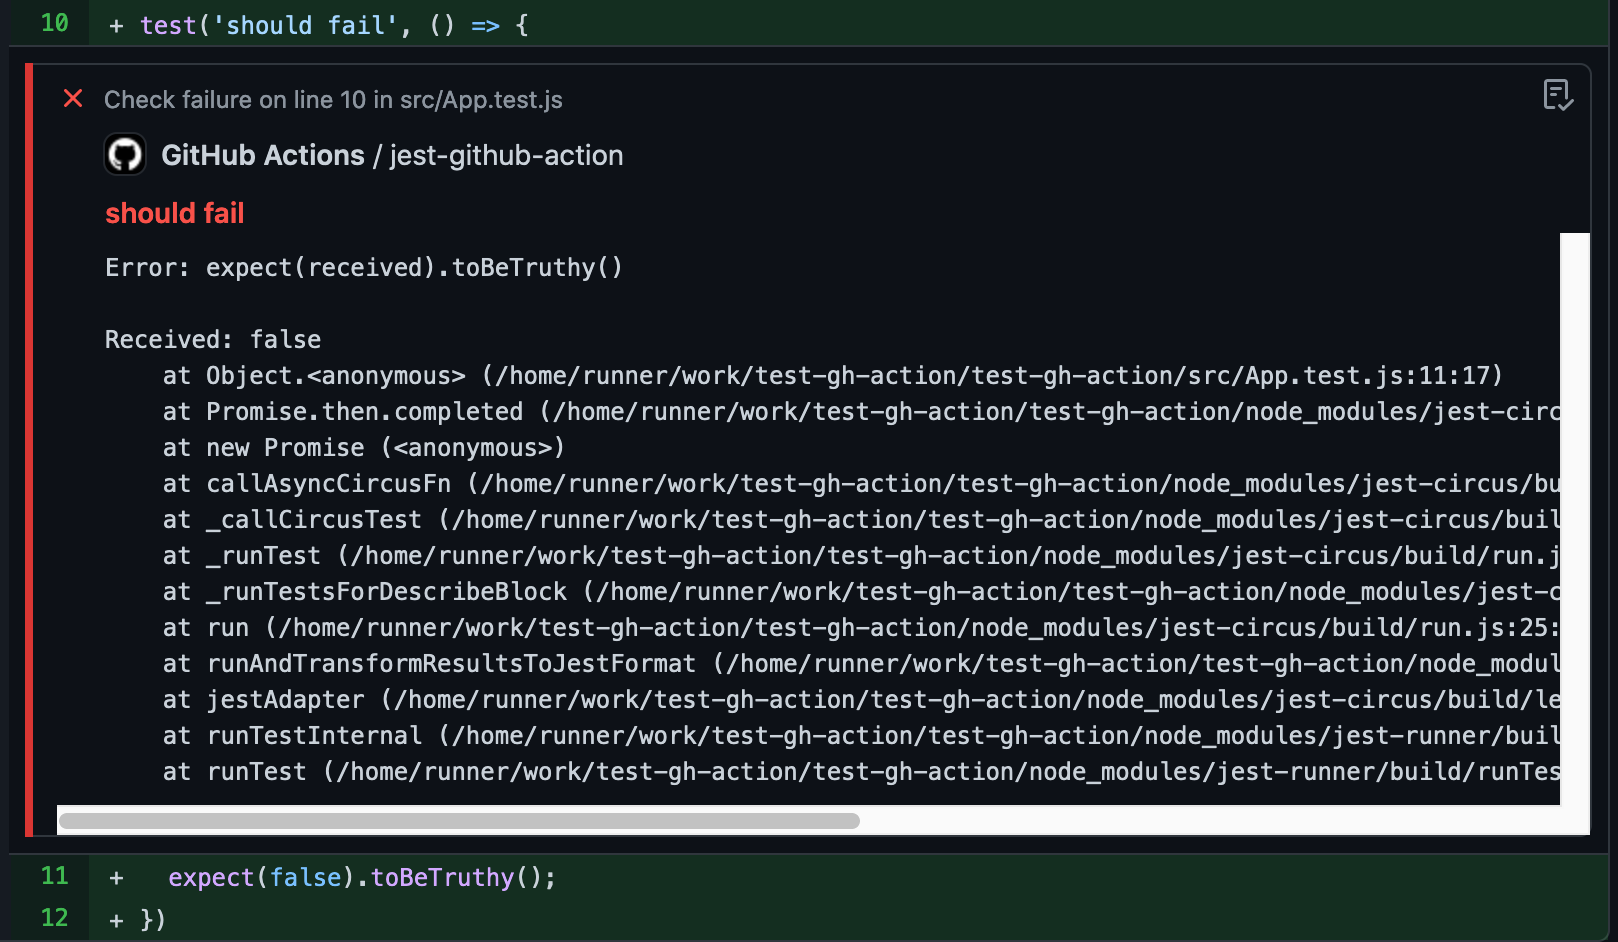 10 + test('should fail', () => {
Check failure on line 10 in src/App.test.js
GitHub Actions / jest-github-action
should fail
Error: expect(received).toBeTruthy()
Received: false
at Object.<anonymous> (/home/runner/work/test-gh-action/test-gh-action/src/App.test.js:11:17)
at Promise.then.completed (/home/runner/work/test-gh-action/test-gh-action/node_modules/jest-circ
at new Promise (<anonymous>)
at callAsyncCircusFn (/home/runner/work/test-gh-action/test-gh-action/node_modules/jest-circus/bu
at _callCircusTest (/home/runner/work/test-gh-action/test-gh-action/node_modules/jest-circus/buil
at _runTest (/home/runner/work/test-gh-action/test-gh-action/node_modules/jest-circus/build/run.j
at _runTestsForDescribeBlock (/home/runner/work/test-gh-action/test-gh-action/node_modules/jest-c
at run (/home/runner/work/test-gh-action/test-gh-action/node_modules/jest-circus/build/run.js:25:
at runAndTransformResultsToJestFormat (/home/runner/work/test-gh-action/test-gh-action/node_modul
at jestAdapter (/home/runner/work/test-gh-action/test-gh-action/node_modules/jest-circus/build/le
at runTestInternal (/home/runner/work/test-gh-action/test-gh-action/node_modules/jest-runner/buil
at runTest (/home/runner/work/test-gh-action/test-gh-action/node_modules/jest-runner/build/runTes
11 + expect(false).toBeTruthy();
12 + })